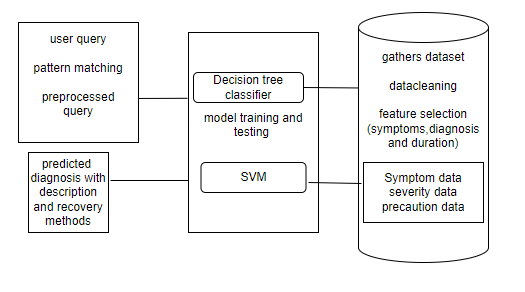 user query
pattern matching
preprocessed
query
predicted
diagnosis with
description
and recovery
methods
Decision tree
classifier
model training and
testing
SVM
gathers dataset
datacleaning
feature selection
(symptoms,diagnosis
and duration)
Symptom data
severity data
precaution data